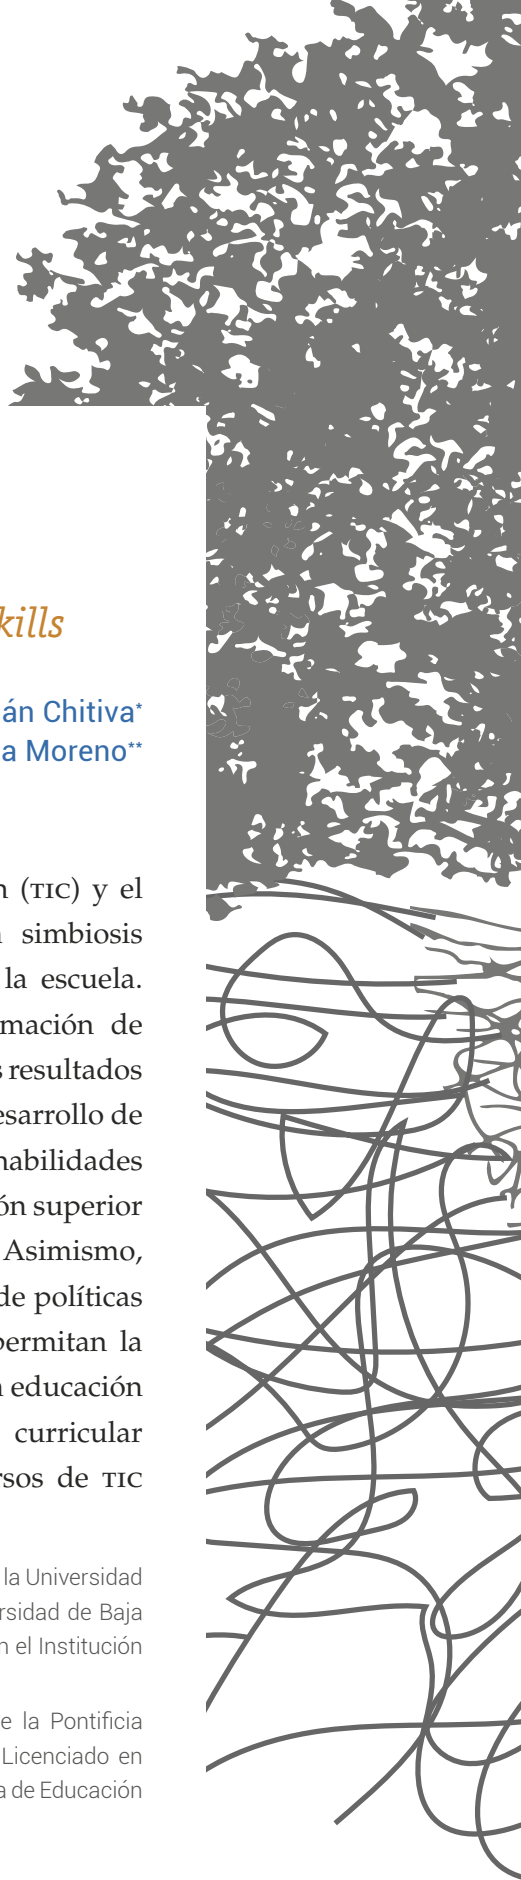 kills
án Chitiva*
a Moreno**
n (TIC) y el
simbiosis
la escuela.
mación de
s resultados
esarrollo de
habilidades
ón superior
Asimismo,
de políticas
permitan la
n educación
curricular
rsos de TIC
la Universidad
rsidad de Baja
n el Institución
e la Pontificia
Licenciado en
a de Educación